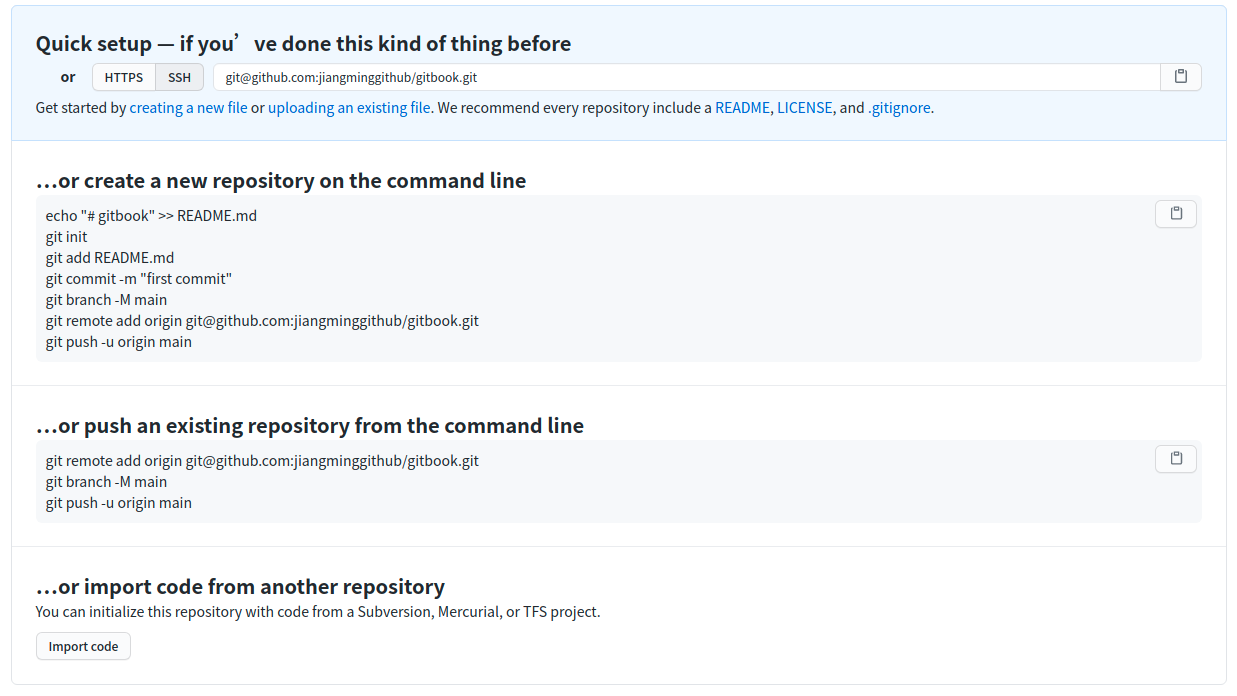 Quick setup — if you’ve done this kind of thing before
or HTTPS SSH git@github.com:jiangminggithub/gitbook.git
Get started by creating a new file or uploading an existing file. We recommend every repository include a README, LICENSE, and .gitignore.
…or create a new repository on the command line
echo "# gitbook" >> README.md
git init
git add README.md
git commit -m "first commit"
git branch -M main
git remote add origin git@github.com:jiangminggithub/gitbook.git
git push -u origin main
…or push an existing repository from the command line
git remote add origin git@github.com:jiangminggithub/gitbook.git
git branch -M main
git push -u origin main
…or import code from another repository
You can initialize this repository with code from a Subversion, Mercurial, or TFS project.
Import code